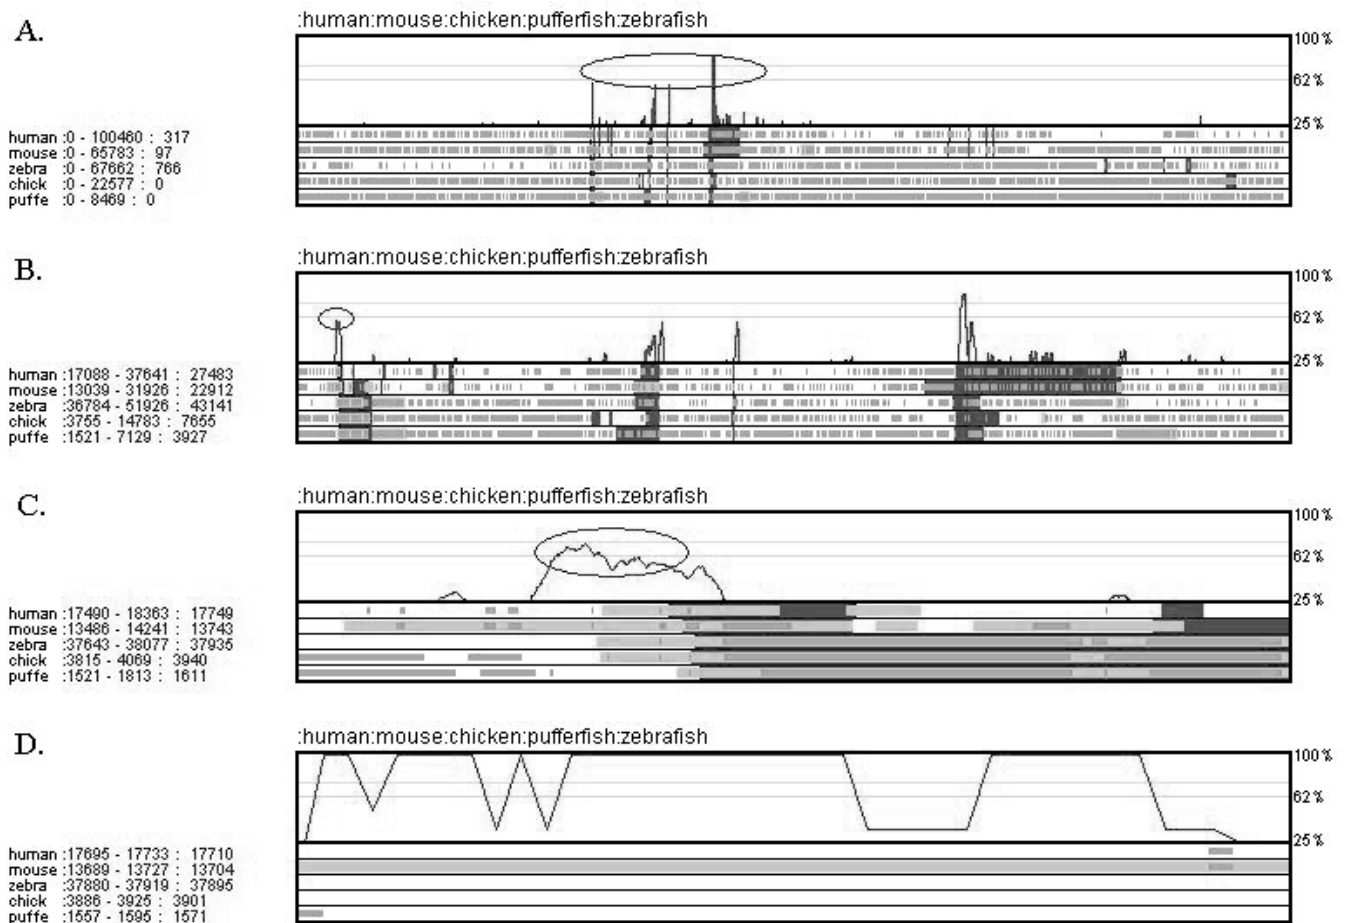 A.
:human:mouse:chicken:pufferfish:zebrafish
100%
62%
25%
human :0 - 100460 : 317
mouse :0 - 65783 : 97
zebra :0 - 67662 : 766
chick :0 - 22577 : 0
puffe :0 - 8469 : 0
B.
:human:mouse:chicken:pufferfish:zebrafish
100%
62%
25%
human :17088 - 37641 : 27483
mouse :13039 - 31926 : 22912
zebra :36784 - 51926 : 43141
chick :3755 - 14783 : 7655
puffe :1521 - 7129 : 3927
C.
:human:mouse:chicken:pufferfish:zebrafish
100%
62%
25%
human :17490 - 18363 : 17749
mouse :13486 - 14241 : 13743
zebra :37643 - 38077 : 37935
chick :3815 - 4069 : 3940
puffe :1521 - 1813 : 1611
D.
:human:mouse:chicken:pufferfish:zebrafish
100%
62%
25%
human :17695 - 17733 : 17710
mouse :13689 - 13727 : 13704
zebra :37880 - 37919 : 37895
chick :3886 - 3925 : 3901
puffe :1557 - 1595 : 1571